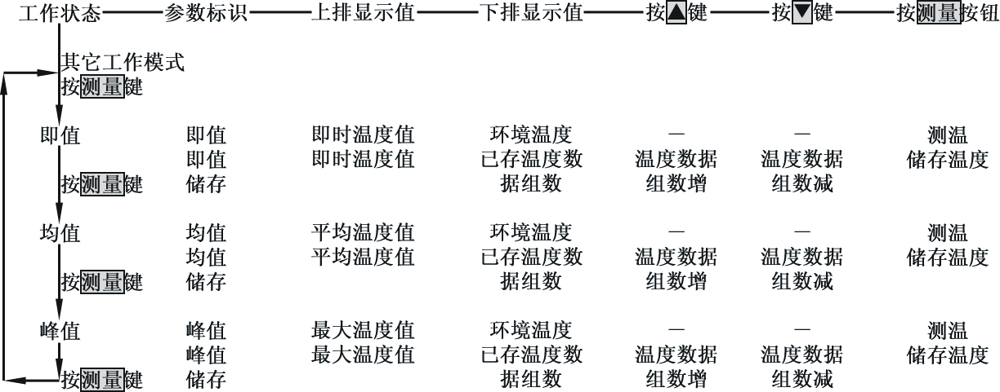 工作状态 参数标识 上排显示值 下排显示值 按▲键 按▼键 按测量按钮
其它工作模式
按测量键
即值 即值 即时温度值 环境温度 — — 测温
即值 即时温度值 已存温度数 温度数据 温度数据 储存温度
按测量键 储存 据组数 组数增 组数减
均值 均值 平均温度值 环境温度 — — 测温
均值 平均温度值 已存温度数 温度数据 温度数据 储存温度
按测量键 储存 据组数 组数增 组数减
峰值 峰值 最大温度值 环境温度 — — 测温
峰值 最大温度值 已存温度数 温度数据 温度数据 储存温度
按测量键 储存 据组数 组数增 组数减